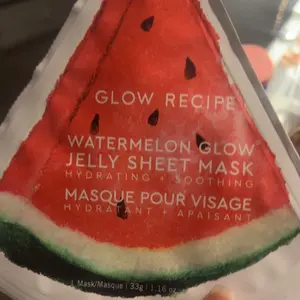 GLOW RECIPE
WATERMELON GLOW
JELLY SHEET MASK
HYDRATING + SOOTHING
MASQUE POUR VISAGE
HYDRATANT + APAISANT
1 Mask/Masque | 33g | 1.16 oz